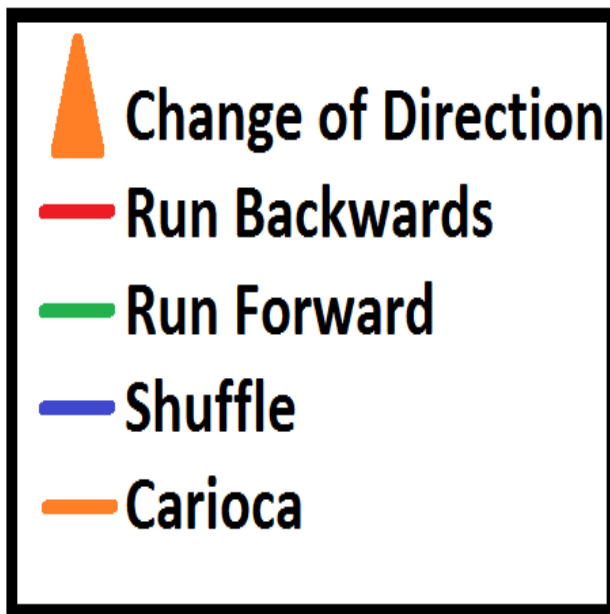 Change of Direction
Run Backwards
Run Forward
Shuffle
Carioca